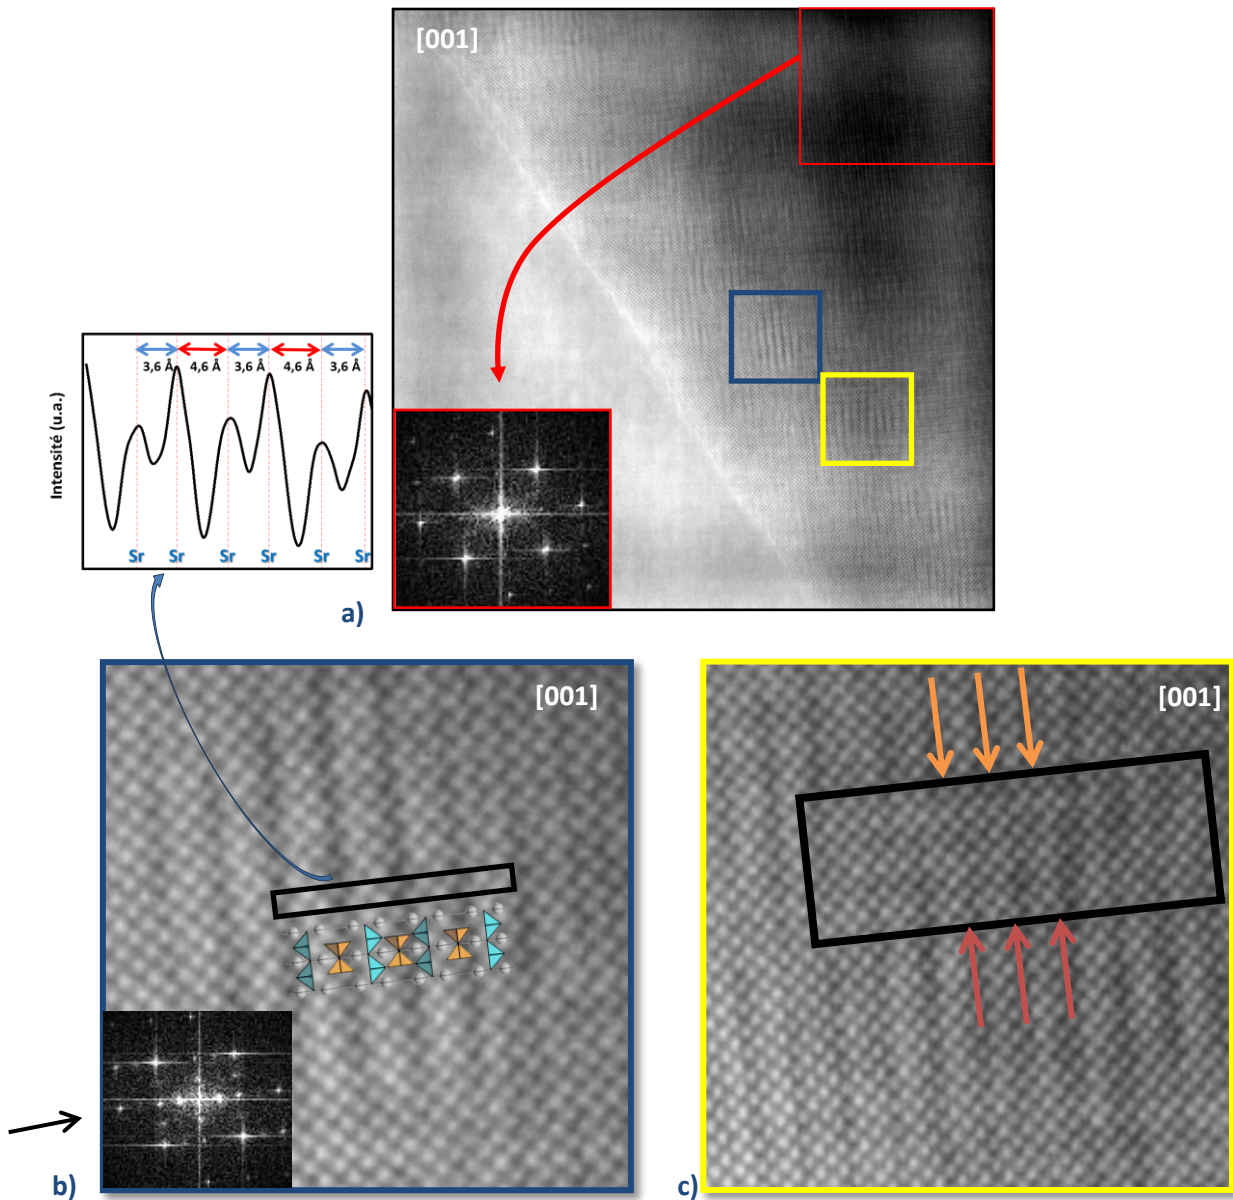 [001]
3,6 Å 4,6 Å 3,6 Å 4,6 Å 3,6 Å
Intensité (u.a.)
Sr Sr Sr Sr Sr Sr
a)
[001]
[001]
b)
c)